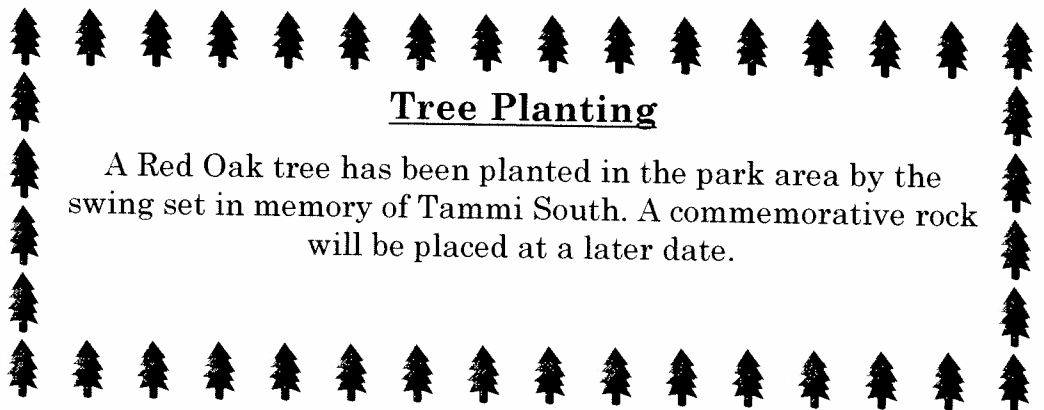 Tree Planting
A Red Oak tree has been planted in the park area by the
swing set in memory of Tammi South. A commemorative rock
will be placed at a later date.